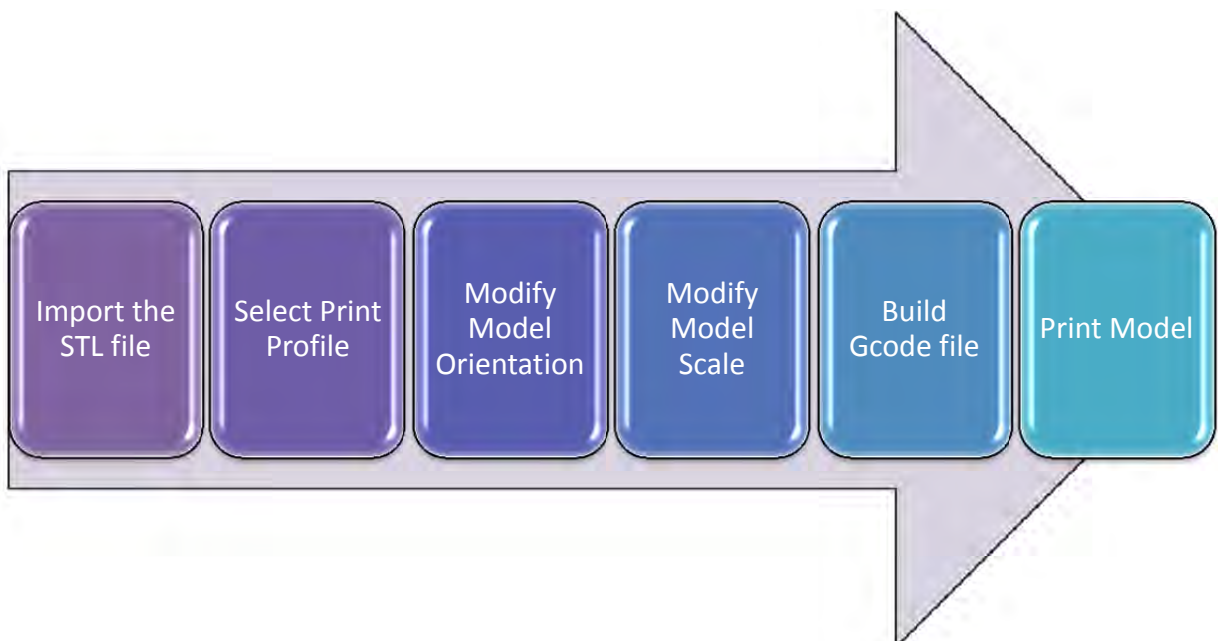 Import the
STL file
Select Print
Profile
Modify
Model
Orientation
Modify
Model
Scale
Build
Gcode file
Print Model